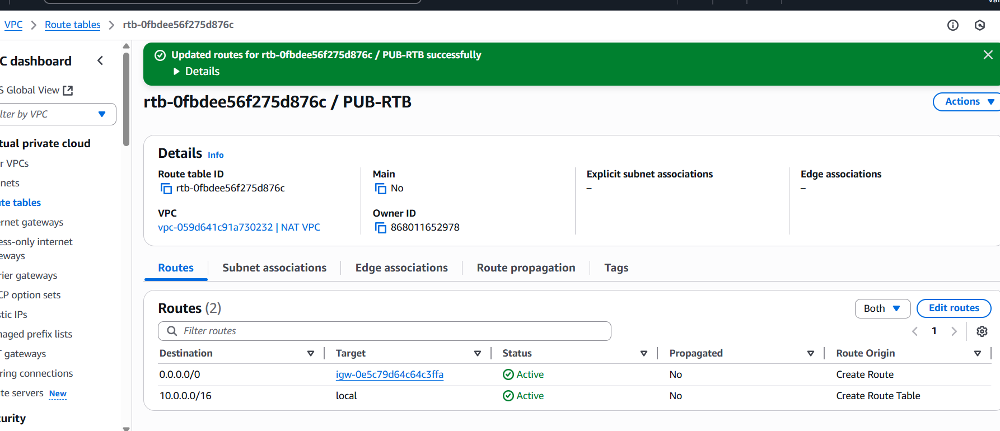 VPC > Route tables > rtb-0fbdee56f275d876c
C dashboard
S Global View
lter by VPC
tual private cloud
r VPCs
nets
te tables
rnet gateways
ess-only internet
eways
rier gateways
CP option sets
stic IPs
naged prefix lists
T gateways
ring connections
te servers New
urity
Updated routes for rtb-0fbdee56f275d876c / PUB-RTB successfully
Details
rtb-0fbdee56f275d876c / PUB-RTB
Actions
Details Info
Route table ID
rtb-0fbdee56f275d876c
Main
No
Explicit subnet associations
–
Edge associations
–
VPC
vpc-059d641c91a730232 | NAT VPC
Owner ID
868011652978
Routes Subnet associations Edge associations Route propagation Tags
Routes (2)
Both
Edit routes
Filter routes
1
Destination Target Status Propagated Route Origin
0.0.0.0/0 igw-0e5c79d64c64c3ffa Active No Create Route
10.0.0.0/16 local Active No Create Route Table